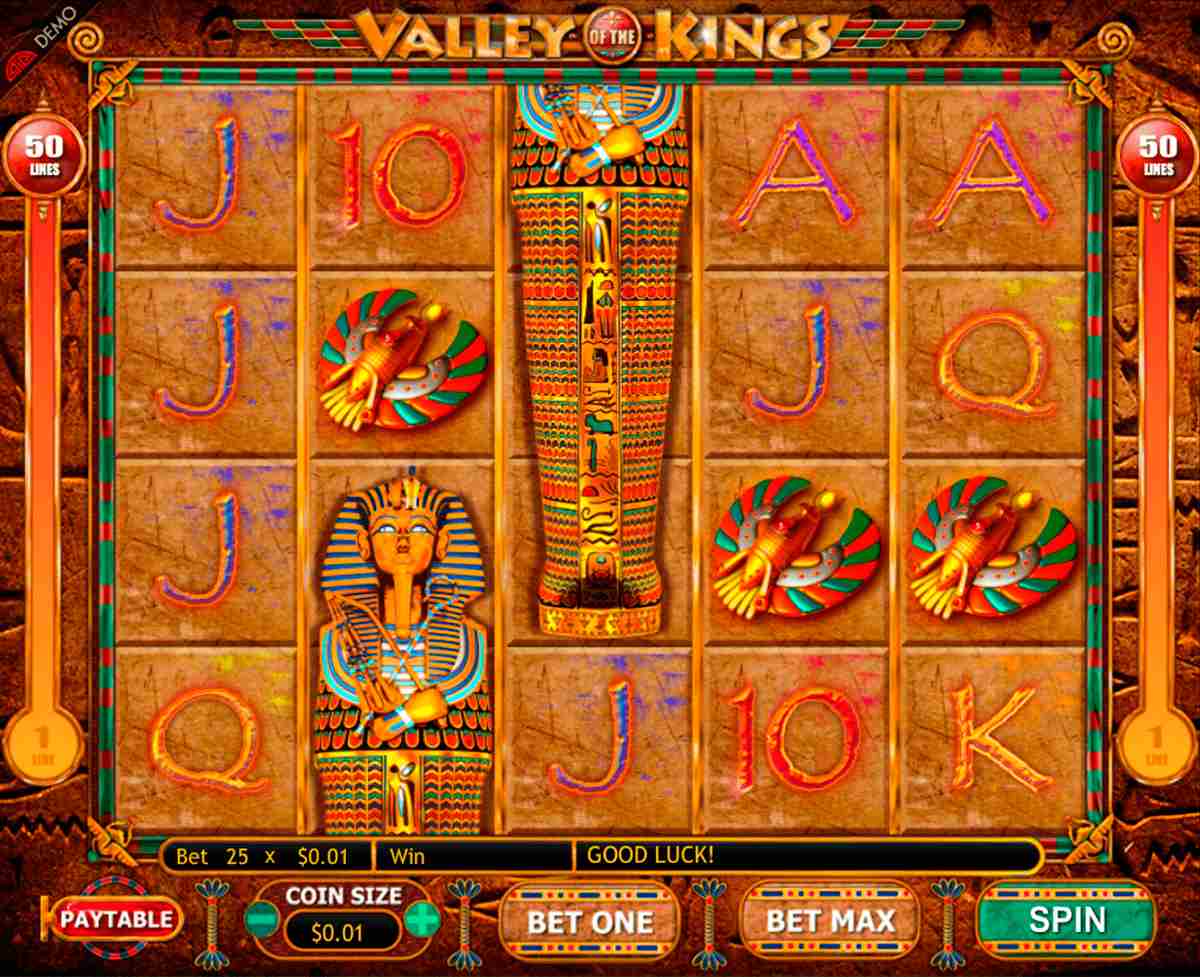 DEMO
VALLEY OF THE KINGS
50 LINES
50 LINES
J 10 A A
J J Q
J
Q J 10 K
1 LINE
1 LINE
Bet 25 x $0.01 Win GOOD LUCK!
PAYTABLE
COIN SIZE
$0.01
BET ONE
BET MAX
SPIN